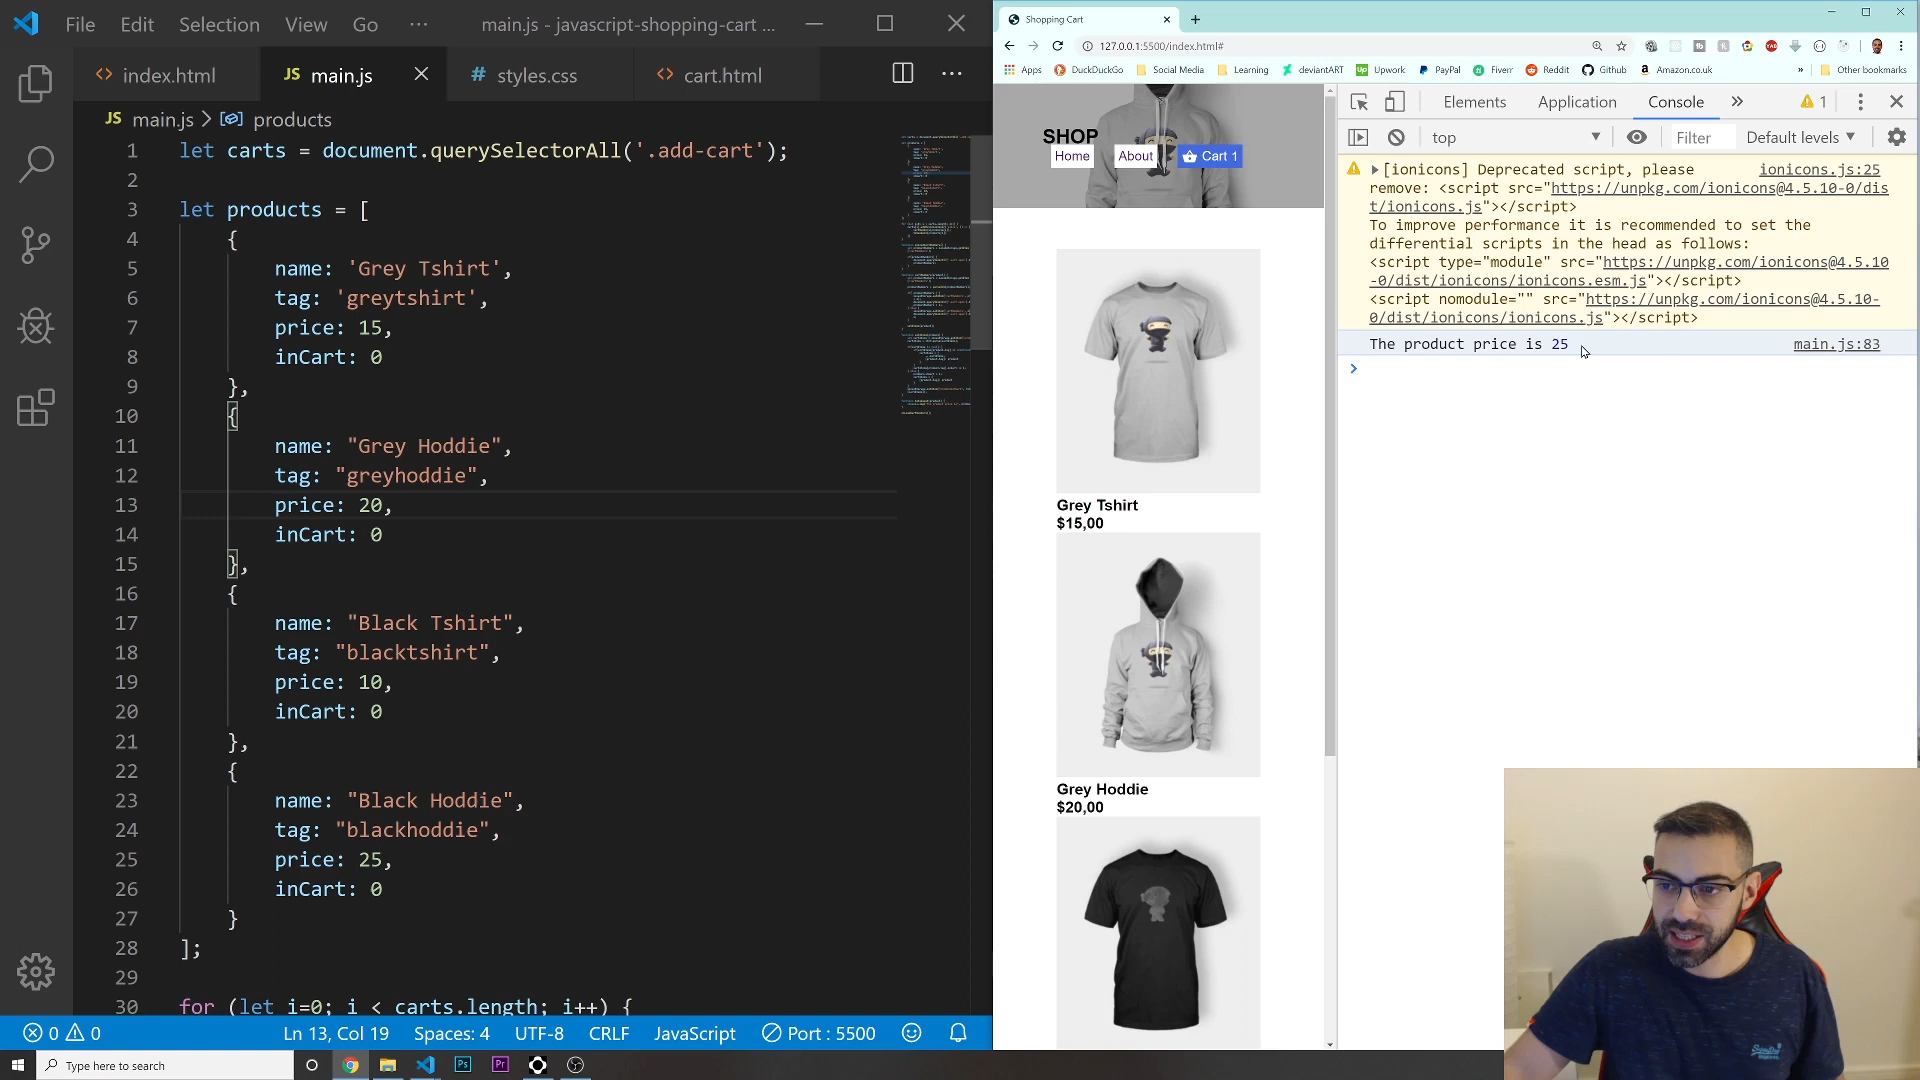 File Edit Selection View Go ··· main.js - javascript-shopping-cart ...
index.html JS main.js # styles.css cart.html
JS main.js > products
1 let carts = document.querySelectorAll('.add-cart');
2
3 let products = [
4 {
5 name: 'Grey Tshirt',
6 tag: 'greytshirt',
7 price: 15,
8 inCart: 0
9 },
10 {
11 name: "Grey Hoddie",
12 tag: "greyhoddie",
13 price: 20,
14 inCart: 0
15 },
16 {
17 name: "Black Tshirt",
18 tag: "blacktshirt",
19 price: 10,
20 inCart: 0
21 },
22 {
23 name: "Black Hoddie",
24 tag: "blackhoddie",
25 price: 25,
26 inCart: 0
27 }
28 ];
29
30 for (let i=0; i < carts.length; i++) {
0 0 Ln 13, Col 19 Spaces: 4 UTF-8 CRLF JavaScript Port : 5500
Type here to search
Shopping Cart
127.0.0.1:5500/index.html#
Apps DuckDuckGo Social Media Learning deviantART Upwork PayPal Fiverr Reddit Github Amazon.co.uk » Other bookmarks
SHOP
Home About Cart 1
Grey Tshirt
$15,00
Grey Hoddie
$20,00
Elements Application Console » 1
top Filter Default levels
[ionicons] Deprecated script, please ionicons.js:25
remove: <script src="https://unpkg.com/ionicons@4.5.10-0/dis
t/ionicons.js"></script>
To improve performance it is recommended to set the
differential scripts in the head as follows:
<script type="module" src="https://unpkg.com/ionicons@4.5.10
-0/dist/ionicons/ionicons.esm.js"></script>
<script nomodule="" src="https://unpkg.com/ionicons@4.5.10-
0/dist/ionicons/ionicons.js"></script>
The product price is 25 main.js:83